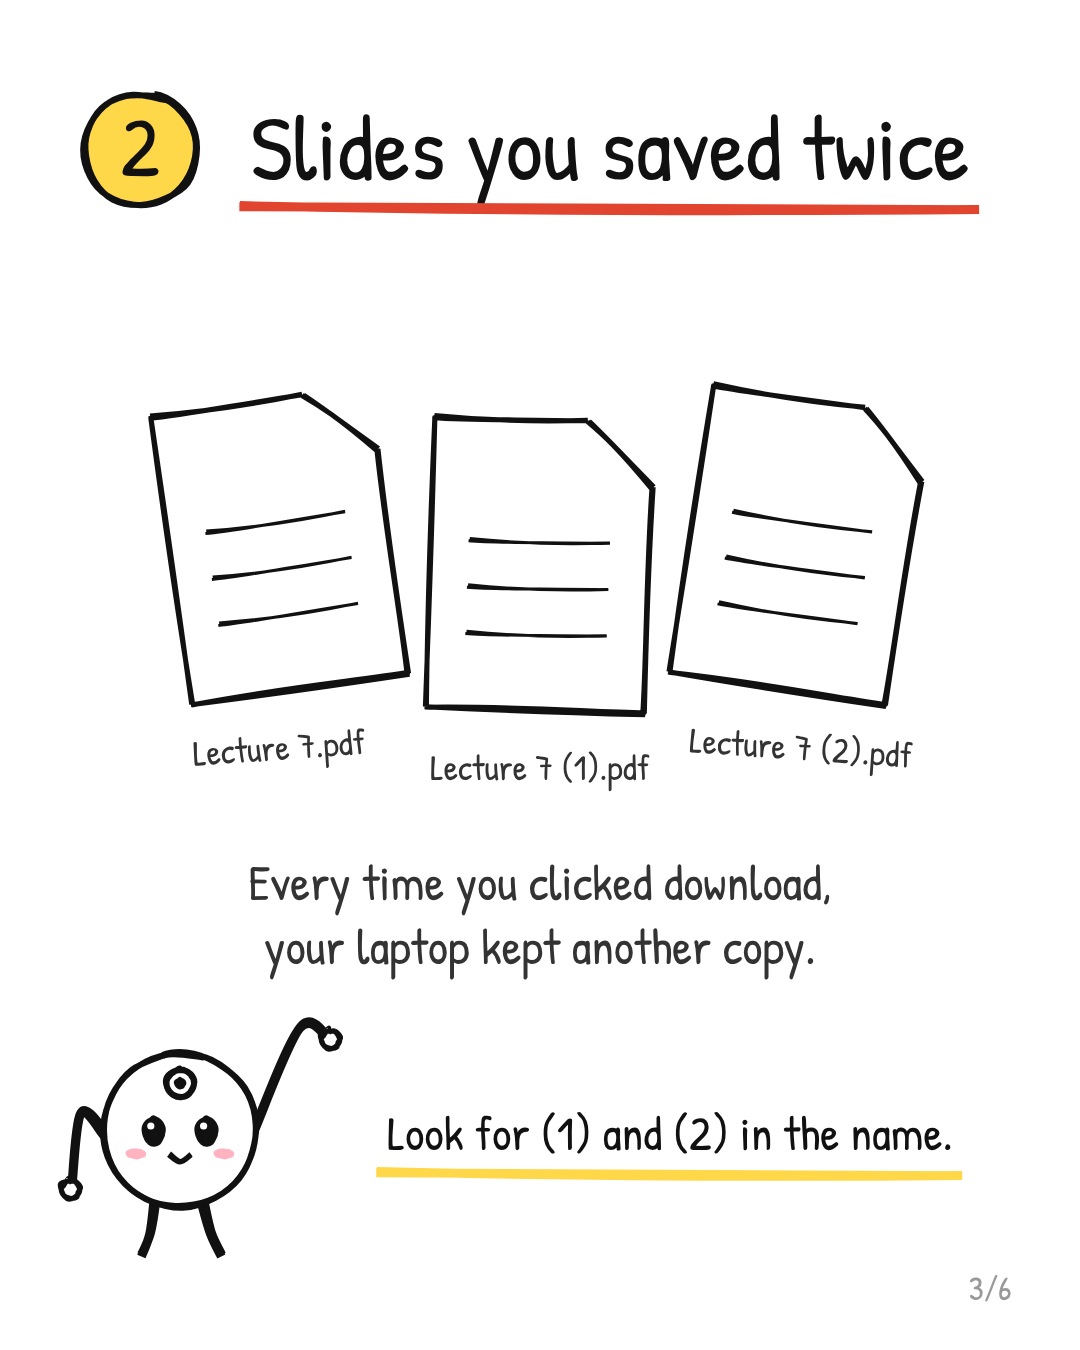 2
Slides you saved twice
Lecture 7.pdf
Lecture 7 (1).pdf
Lecture 7 (2).pdf
Every time you clicked download,
your laptop kept another copy.
Look for (1) and (2) in the name.
3/6